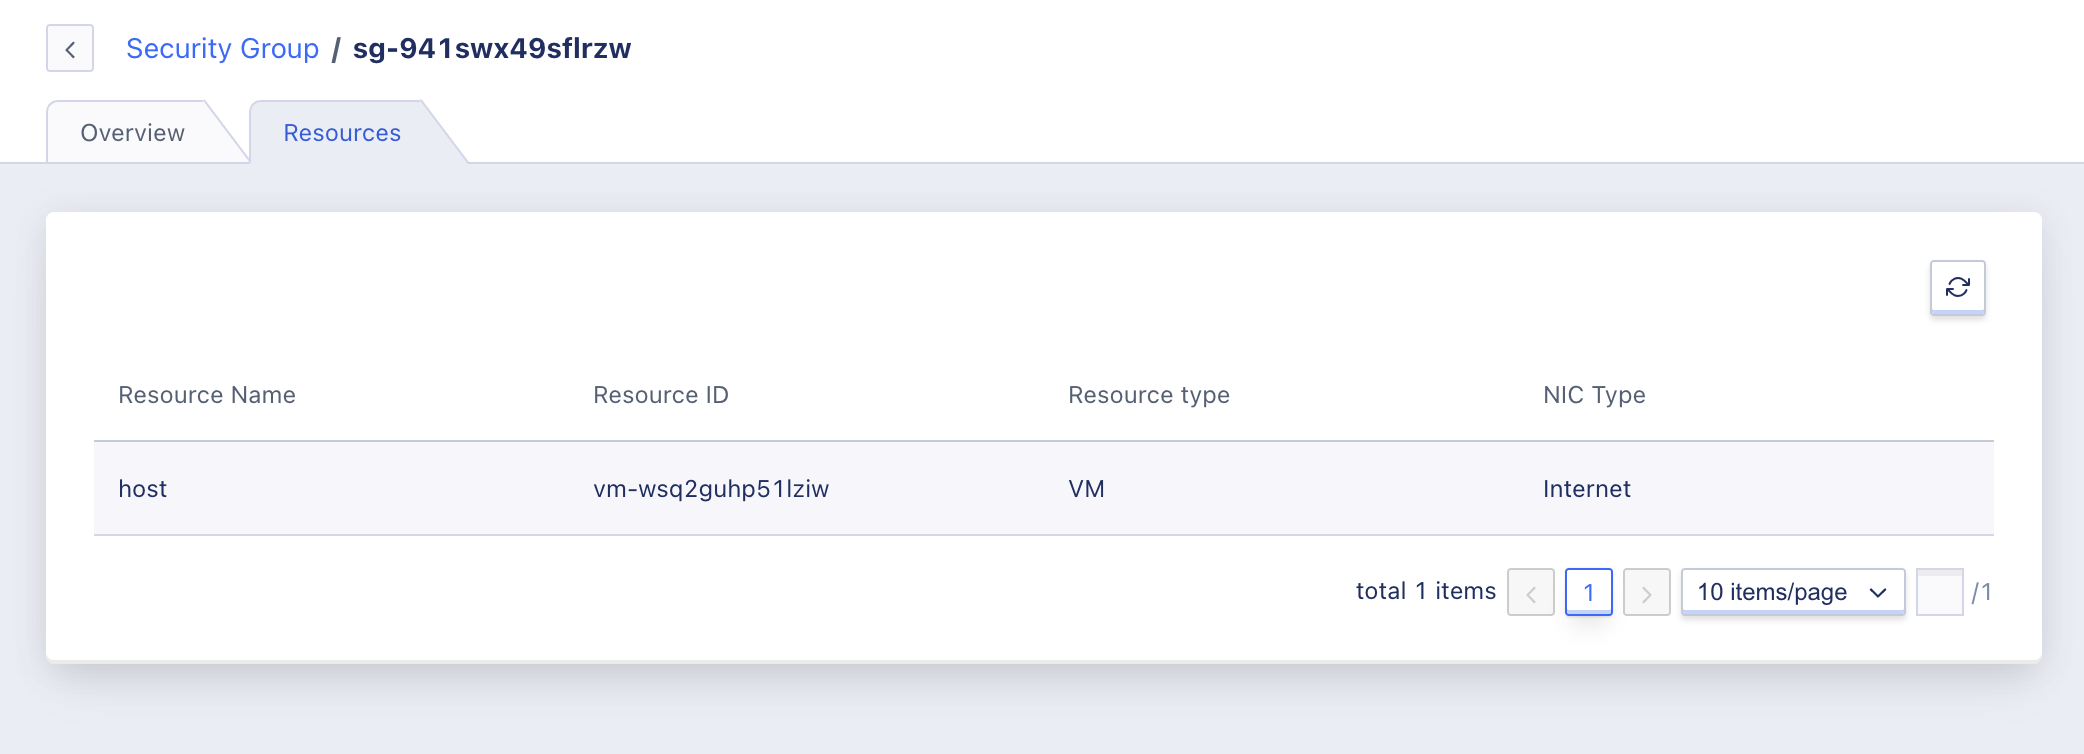 Security Group / sg-941swx49sflrzw
Overview
Resources
Resource Name Resource ID Resource type NIC Type
host vm-wsq2guhp51lziw VM Internet
total 1 items 1 10 items/page /1